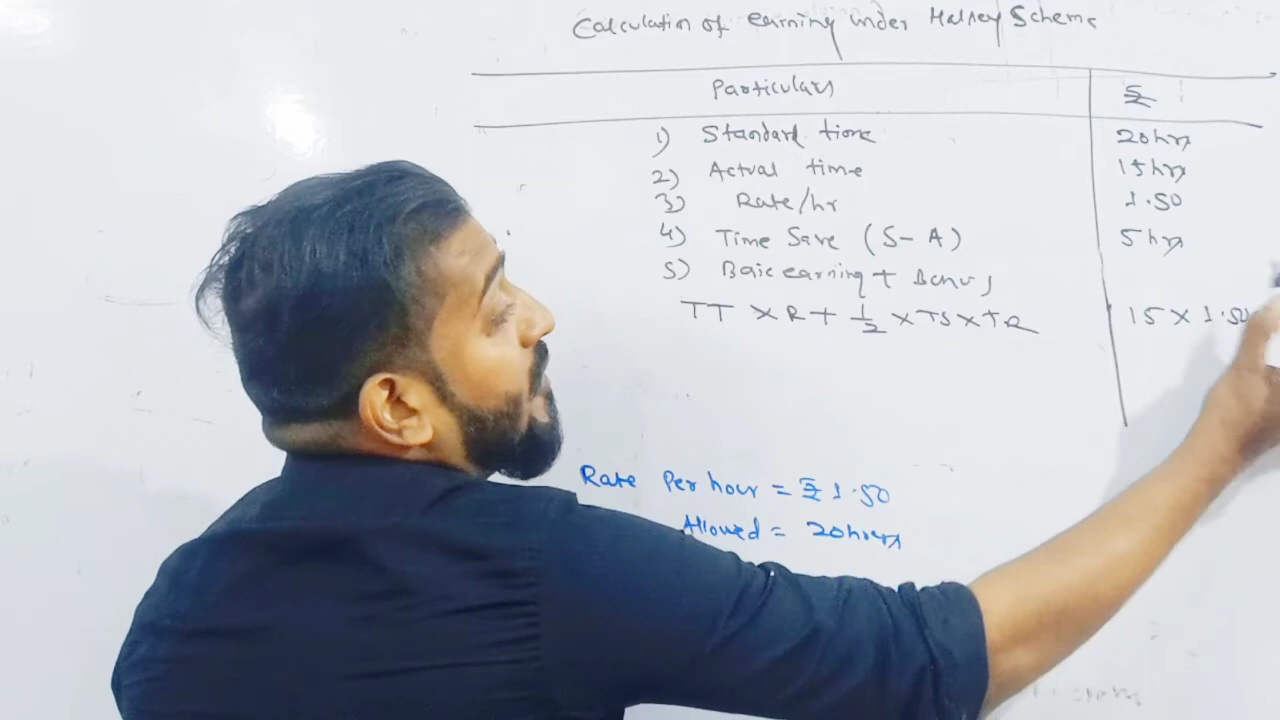 Calculation of earning under Halsey Scheme
Particulars ₹
1) Standard time 20hrs
2) Actual time 15hrs
3) Rate/hr 1.50
4) Time Save (S-A) 5hrs
5) Baic earning + Bonus
TT × R + 1/2 × TS × TR 15 × 1.50
Rate Per hour = ₹ 1.50
Allowed = 20hours